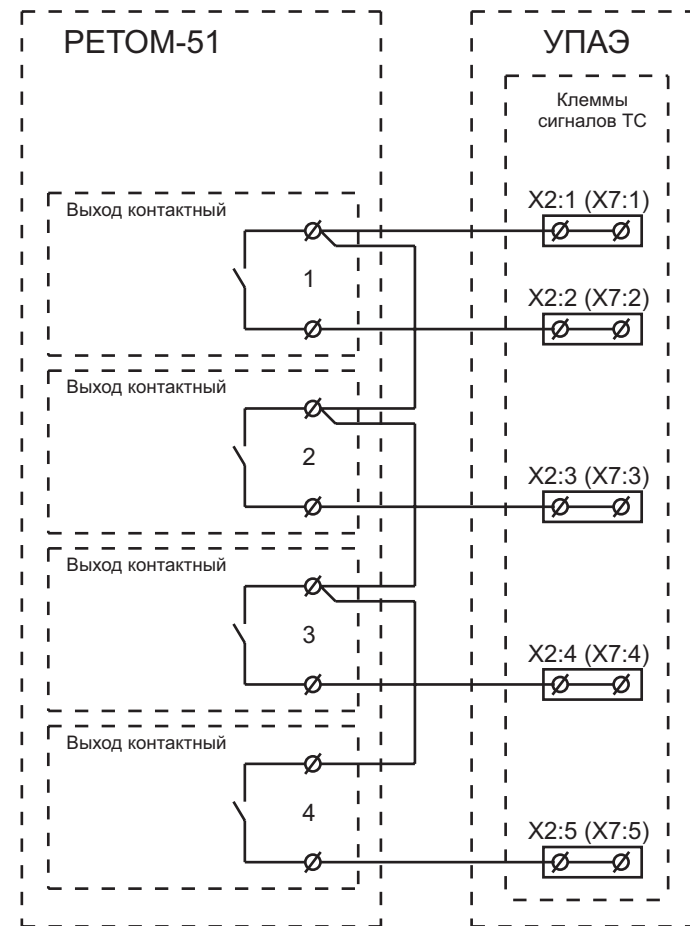 РЕТОМ-51
УПАЭ
Клеммы
сигналов ТС
Выход контактный
1
X2:1 (X7:1)
X2:2 (X7:2)
Выход контактный
2
X2:3 (X7:3)
Выход контактный
3
X2:4 (X7:4)
Выход контактный
4
X2:5 (X7:5)